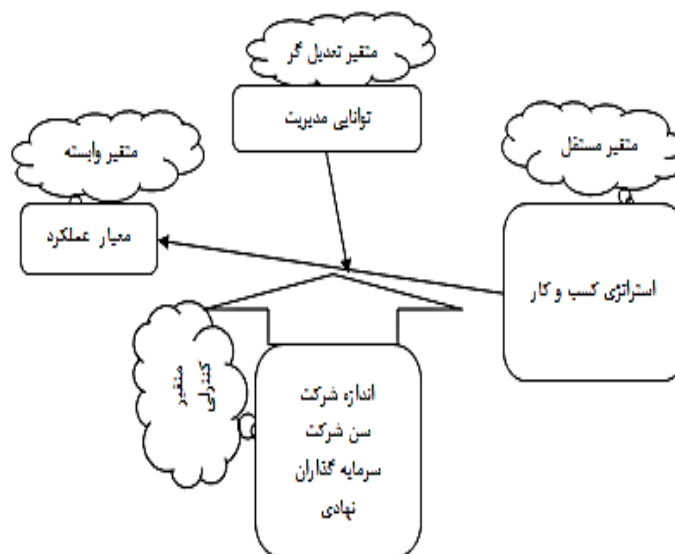 متغیر تعدیل گر
توانایی مدیریت
متغیر مستقل
استراتژی کسب و کار
متغیر وابسته
معیار عملکرد
متغیر
کنترلی
اندازه شرکت
سن شرکت
سرمایه گذاران
نهادی